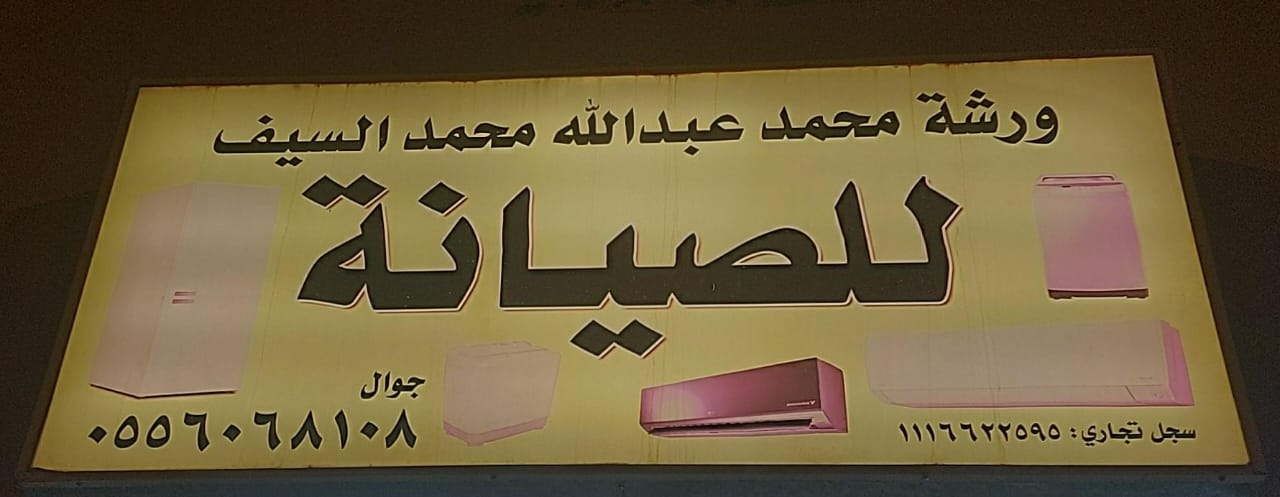 ورشة محمد عبدالله محمد السيف
للصيانة
جوال
٠٥٥٦٠٦٨١٠٨
سجل تجاري: ١١١٦٦٢٢٥٩٥